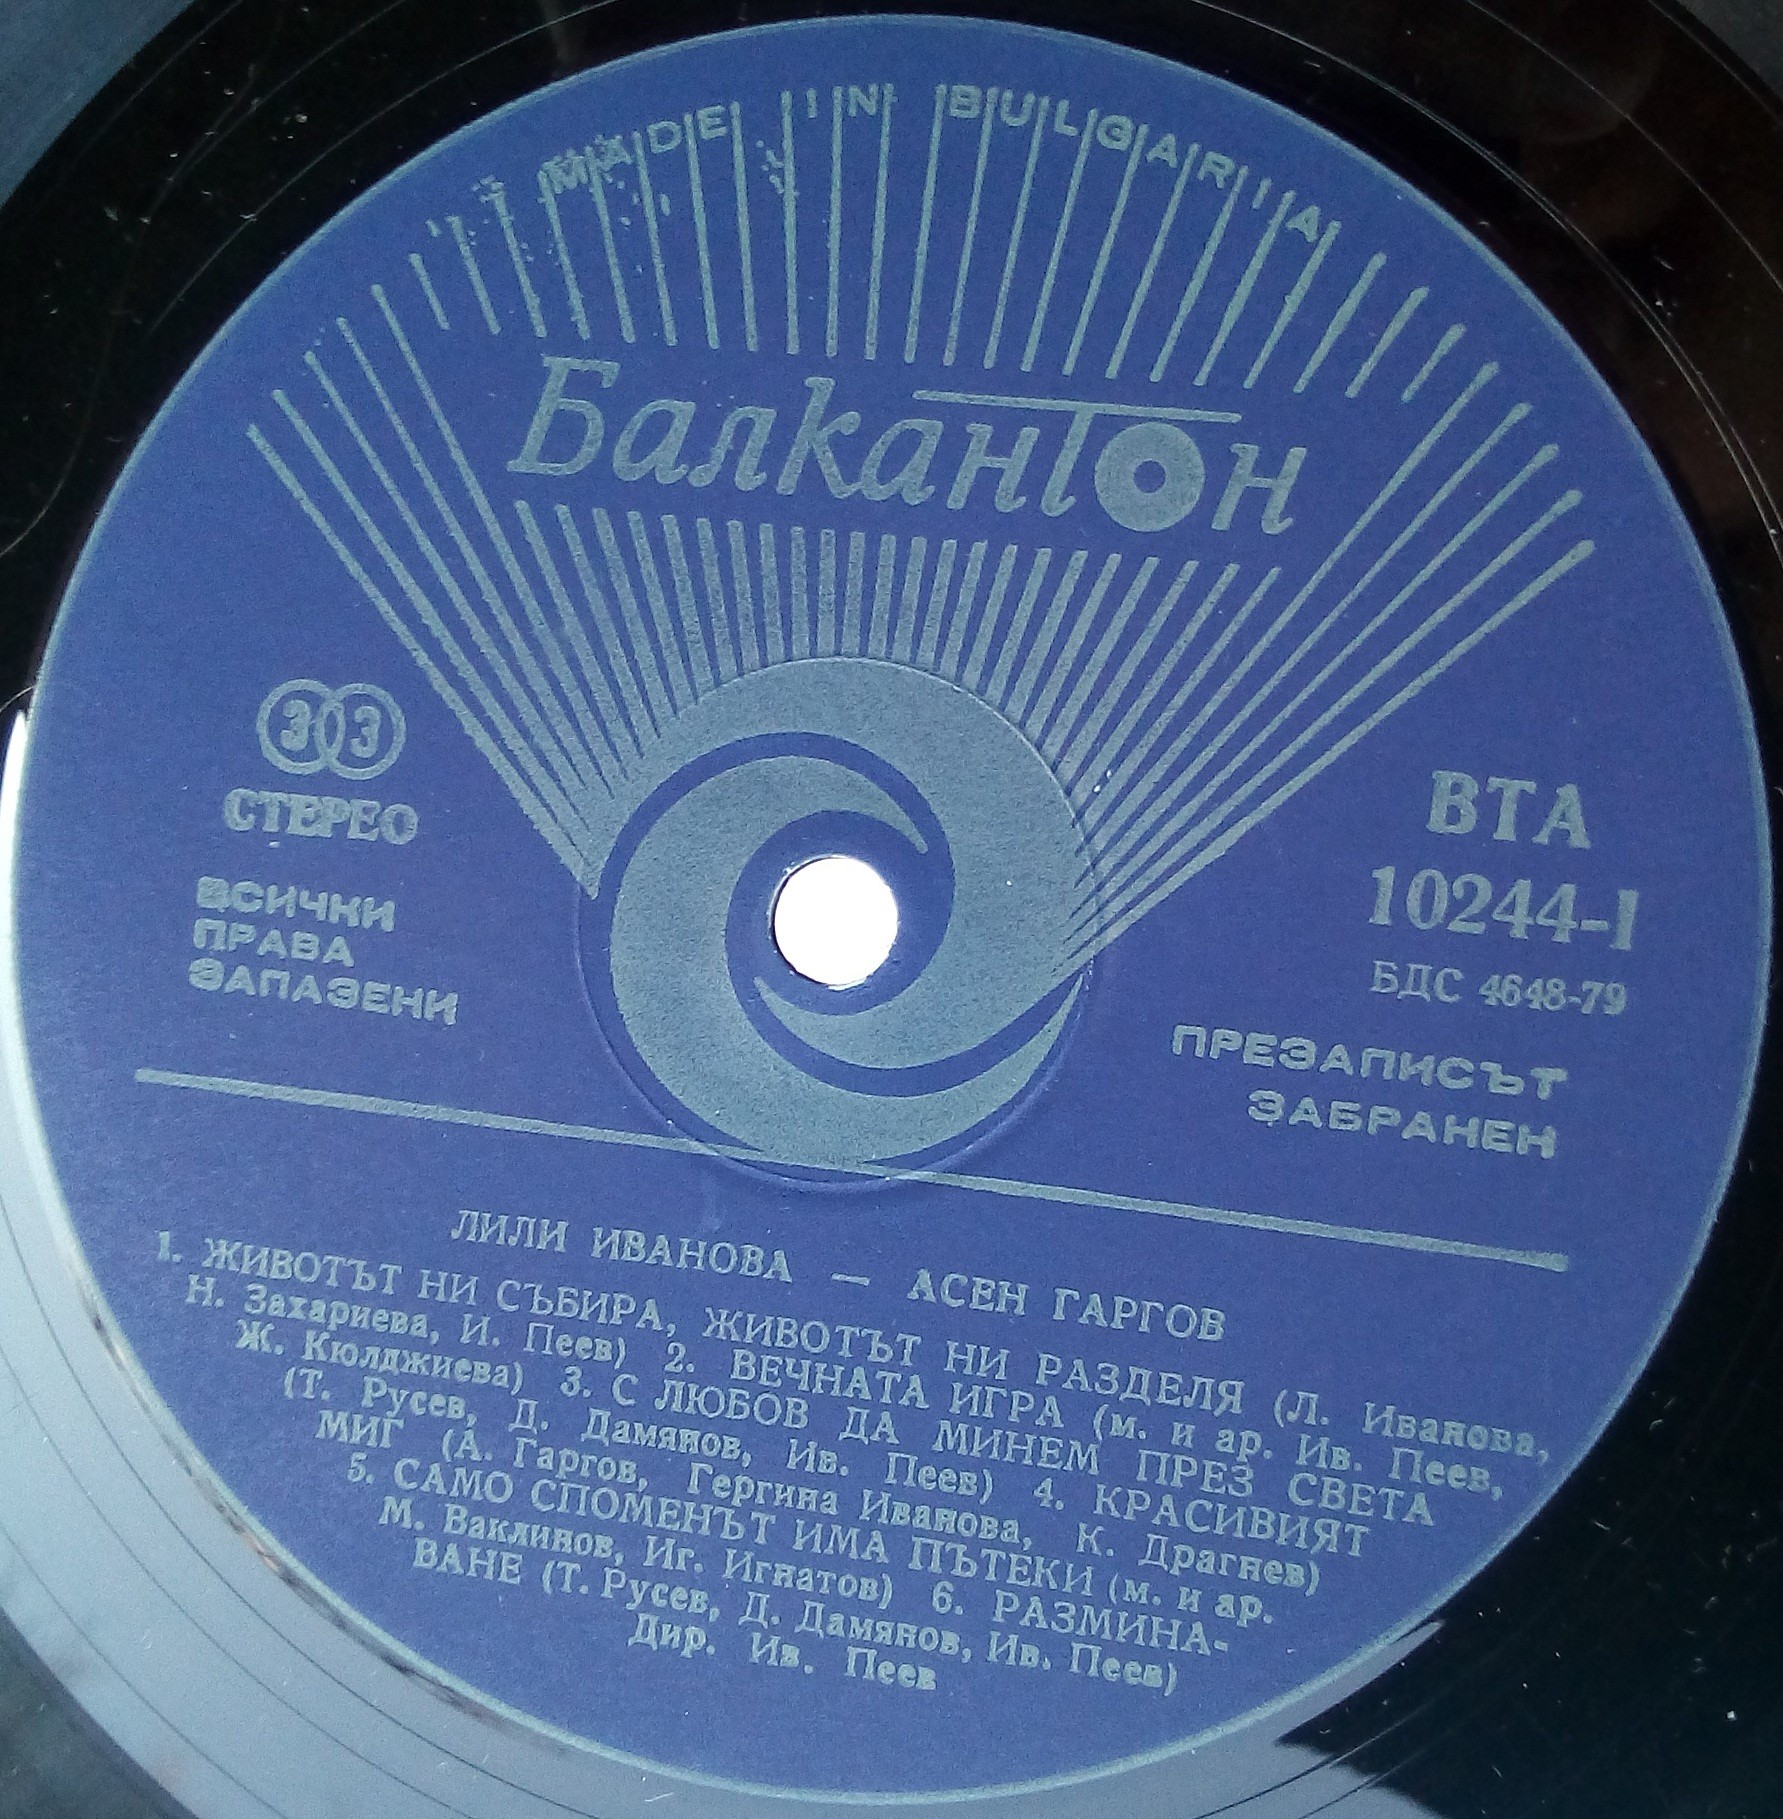 MADE IN BULGARIA
Балкантон
33
СТЕРЕО
ВСИЧКИ
ПРАВА
ЗАПАЗЕНИ
ВТА
10244-I
БДС 4648-79
ПРЕЗАПИСЪТ
ЗАБРАНЕН
ЛИЛИ ИВАНОВА — АСЕН ГАРГОВ
1. ЖИВОТЪТ НИ СЪБИРА, ЖИВОТЪТ НИ РАЗДЕЛЯ (Л. Иванова,
Н. Захариева, И. Пеев) 2. ВЕЧНАТА ИГРА (м. и ар. Ив. Пеев,
Ж. Кюлджиева) 3. С ЛЮБОВ ДА МИНЕМ ПРЕЗ СВЕТА
(Т. Русев, Д. Дамянов, Ив. Пеев) 4. КРАСИВИЯТ
МИГ (А. Гаргов, Гергина Иванова, К. Драгнев)
5. САМО СПОМЕНЪТ ИМА ПЪТЕКИ (м. и ар.
М. Ваклинов, Иг. Игнатов) 6. РАЗМИНА-
ВАНЕ (Т. Русев, Д. Дамянов, Ив. Пеев)
Дир. Ив. Пеев